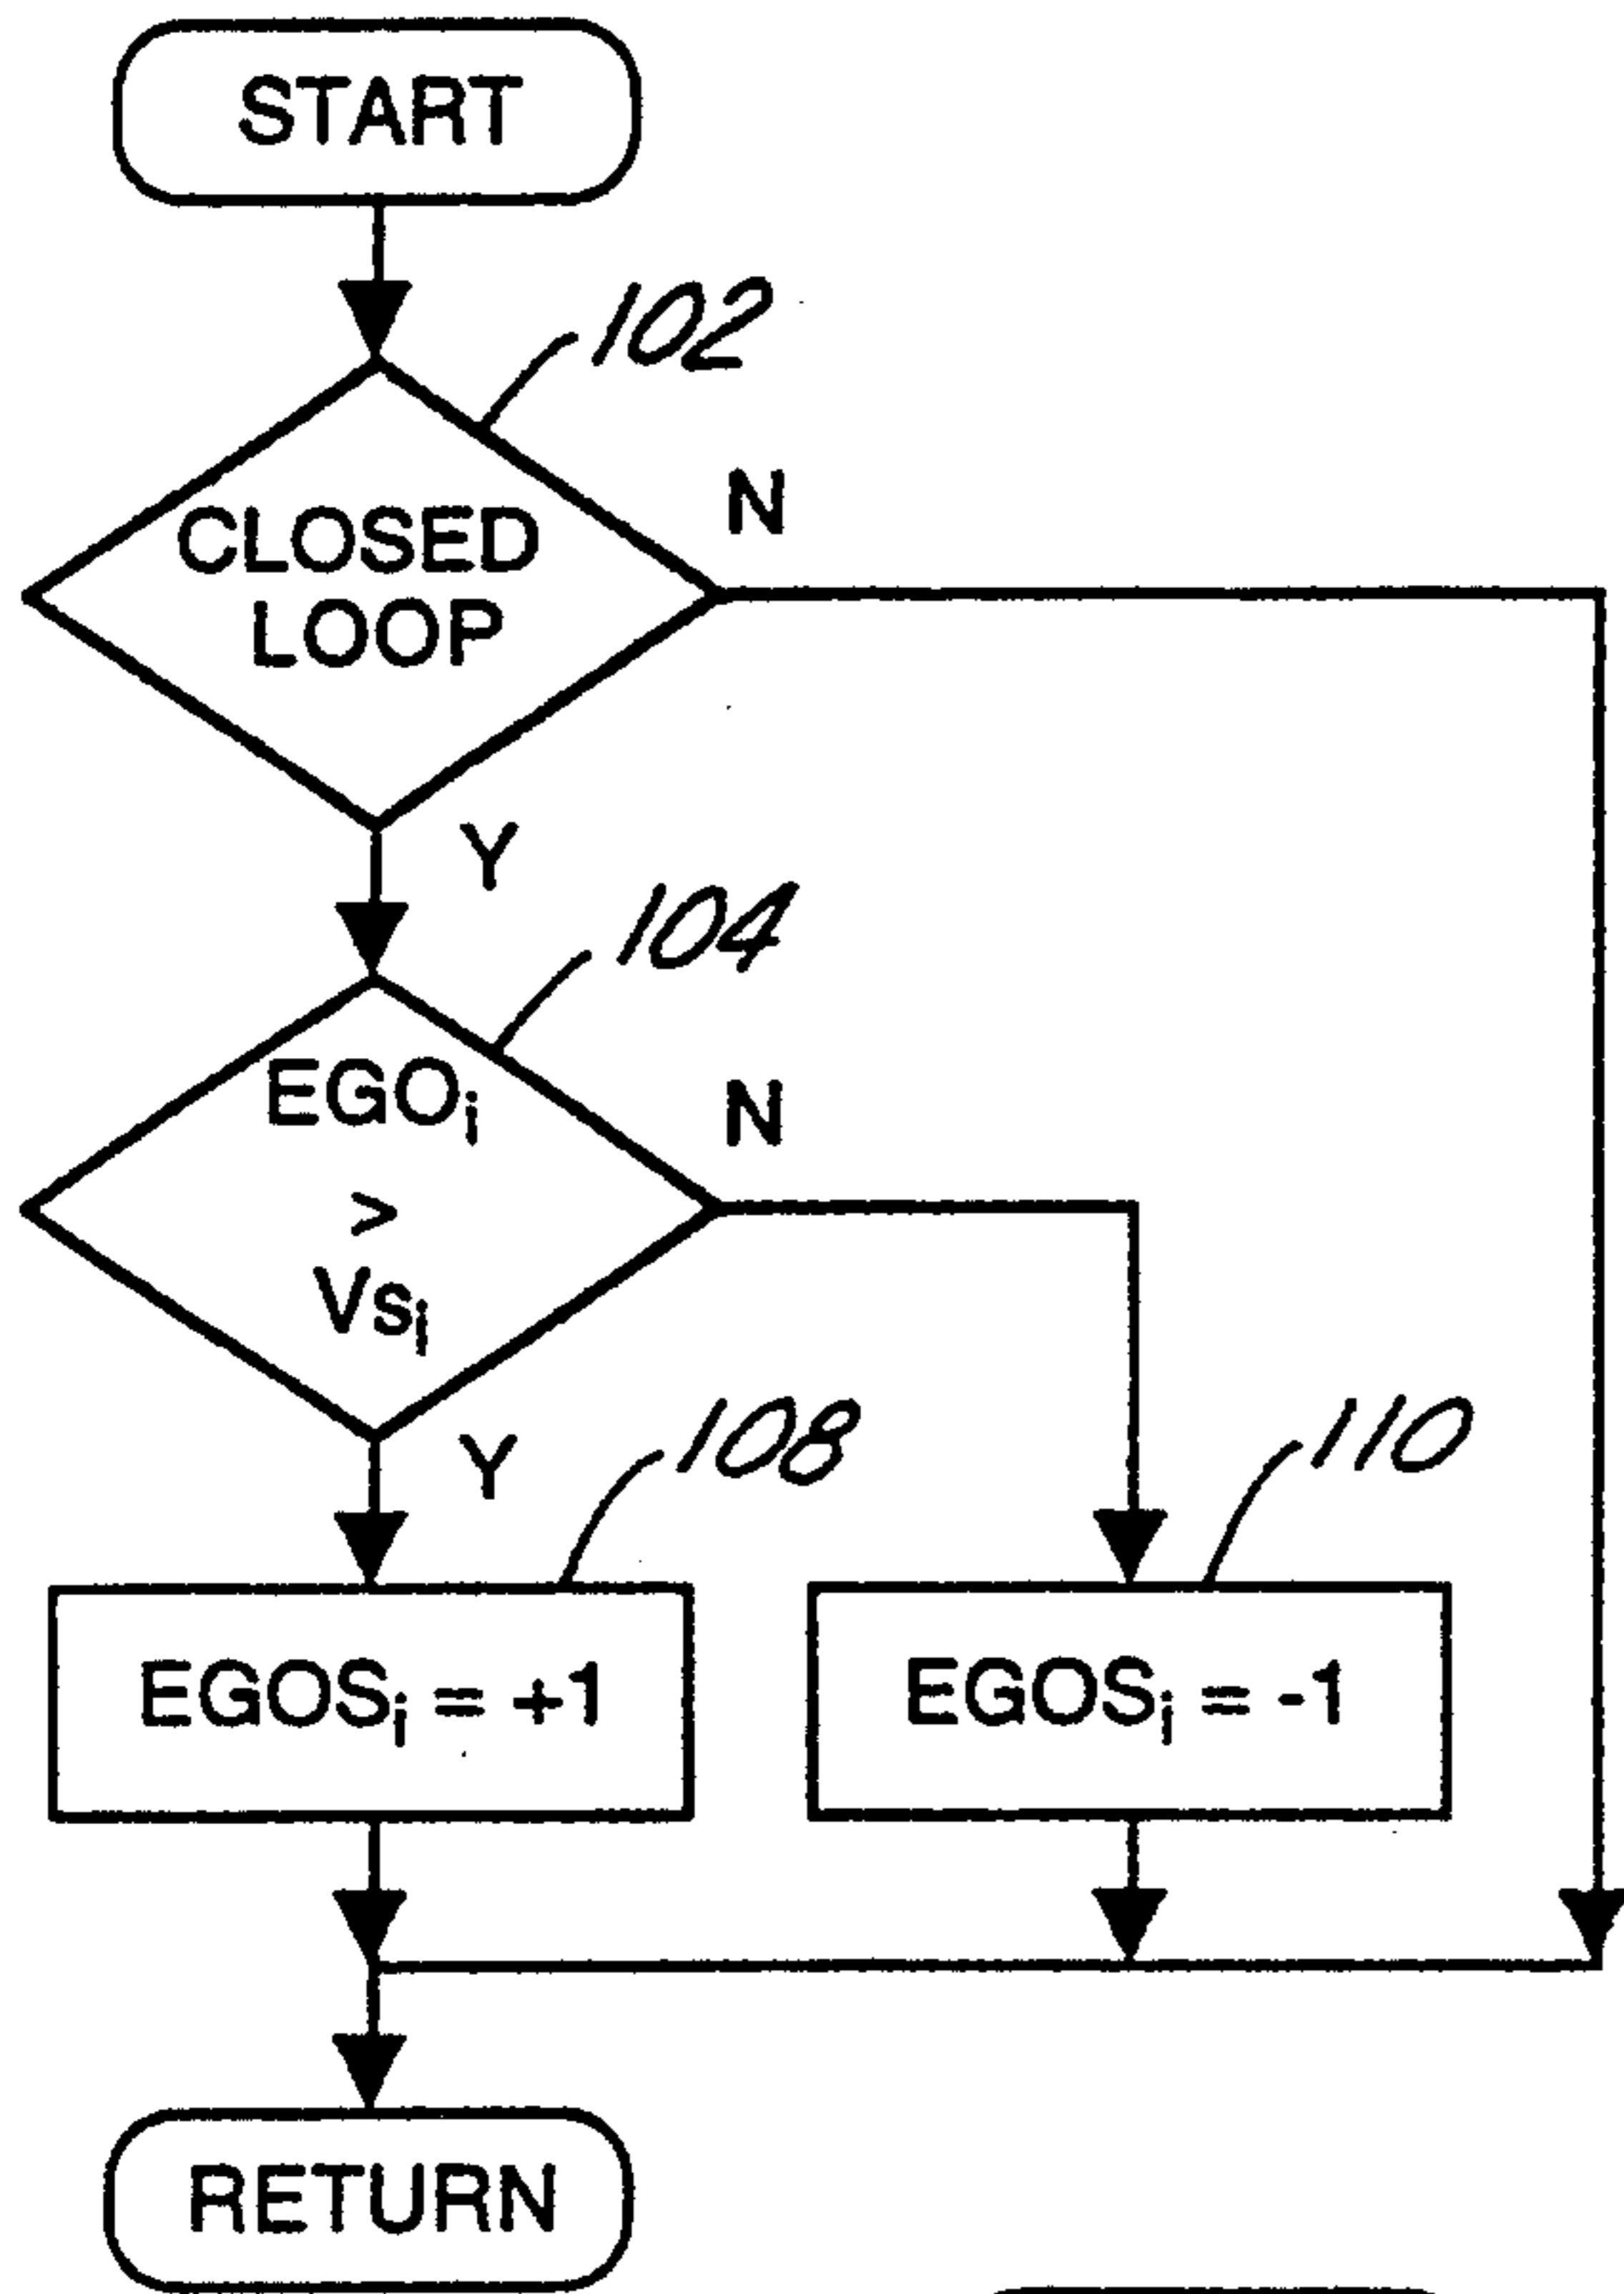 START
102
CLOSED
LOOP
N
Y
104
EGOi
>
Vsi
N
Y
108
110
EGOSi = +1
EGOSi = -1
RETURN